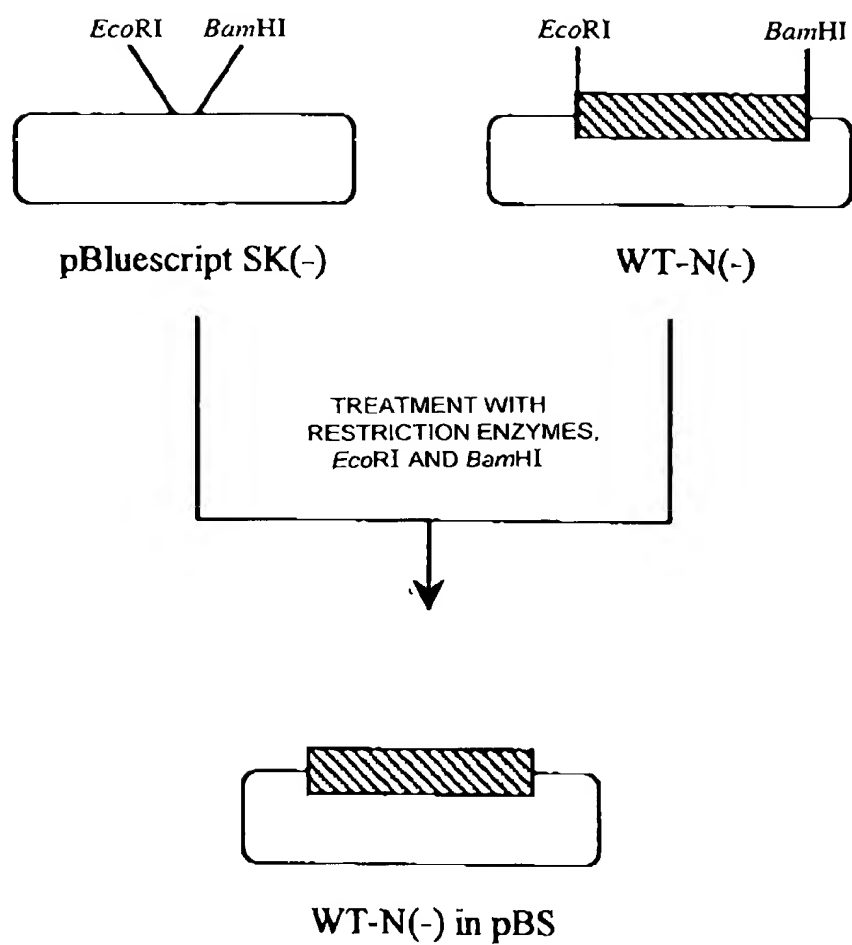 EcoRI BamHI
EcoRI BamHI
pBluescript SK(-)
WT-N(-)
TREATMENT WITH
RESTRICTION ENZYMES,
EcoRI AND BamHI
WT-N(-) in pBS